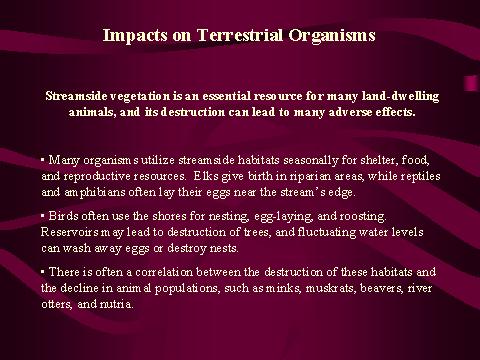 Impacts on Terrestrial Organisms
Streamside vegetation is an essential resource for many land-dwelling
animals, and its destruction can lead to many adverse effects.
• Many organisms utilize streamside habitats seasonally for shelter, food,
and reproductive resources.  Elks give birth in riparian areas, while reptiles
and amphibians often lay their eggs near the stream's edge.
• Birds often use the shores for nesting, egg-laying, and roosting.
Reservoirs may lead to destruction of trees, and fluctuating water levels
can wash away eggs or destroy nests.
• There is often a correlation between the destruction of these habitats and
the decline in animal populations, such as minks, muskrats, beavers, river
otters, and nutria.